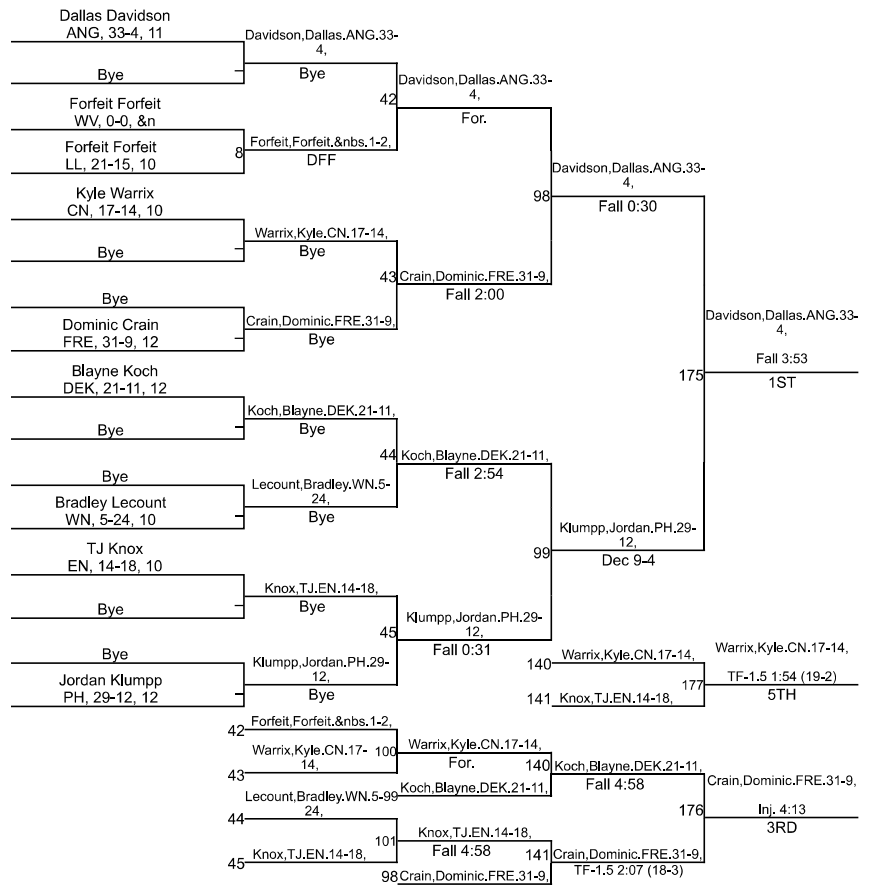 Dallas Davidson
ANG, 33-4, 11
Bye
Davidson,Dallas.ANG.33-
4,
Bye
Forfeit Forfeit
WV, 0-0, &n
Forfeit Forfeit
LL, 21-15, 10
8
Forfeit,Forfeit.&nbs.1-2,
DFF
42
Davidson,Dallas.ANG.33-
4,
For.
Kyle Warrix
CN, 17-14, 10
Bye
Warrix,Kyle.CN.17-14,
Bye
Bye
Dominic Crain
FRE, 31-9, 12
Crain,Dominic.FRE.31-9,
Bye
43
Crain,Dominic.FRE.31-9,
Fall 2:00
98
Davidson,Dallas.ANG.33-
4,
Fall 0:30
Blayne Koch
DEK, 21-11, 12
Bye
Koch,Blayne.DEK.21-11,
Bye
Bye
Bradley Lecount
WN, 5-24, 10
Lecount,Bradley.WN.5-
24,
Bye
44
Koch,Blayne.DEK.21-11,
Fall 2:54
TJ Knox
EN, 14-18, 10
Bye
Knox,TJ.EN.14-18,
Bye
Bye
Jordan Klumpp
PH, 29-12, 12
Klumpp,Jordan.PH.29-
12,
Bye
45
Klumpp,Jordan.PH.29-
12,
Fall 0:31
99
Klumpp,Jordan.PH.29-
12,
Dec 9-4
175
Davidson,Dallas.ANG.33-
4,
Fall 3:53
1ST
140
Warrix,Kyle.CN.17-14,
141
Knox,TJ.EN.14-18,
177
Warrix,Kyle.CN.17-14,
TF-1.5 1:54 (19-2)
5TH
42
Forfeit,Forfeit.&nbs.1-2,
43
Warrix,Kyle.CN.17-
14,
100
Warrix,Kyle.CN.17-14,
For.
99
Koch,Blayne.DEK.21-11,
140
Koch,Blayne.DEK.21-11,
Fall 4:58
44
Lecount,Bradley.WN.5-
24,
45
Knox,TJ.EN.14-18,
101
Knox,TJ.EN.14-18,
Fall 4:58
98
Crain,Dominic.FRE.31-9,
141
Crain,Dominic.FRE.31-9,
TF-1.5 2:07 (18-3)
176
Crain,Dominic.FRE.31-9,
Inj. 4:13
3RD